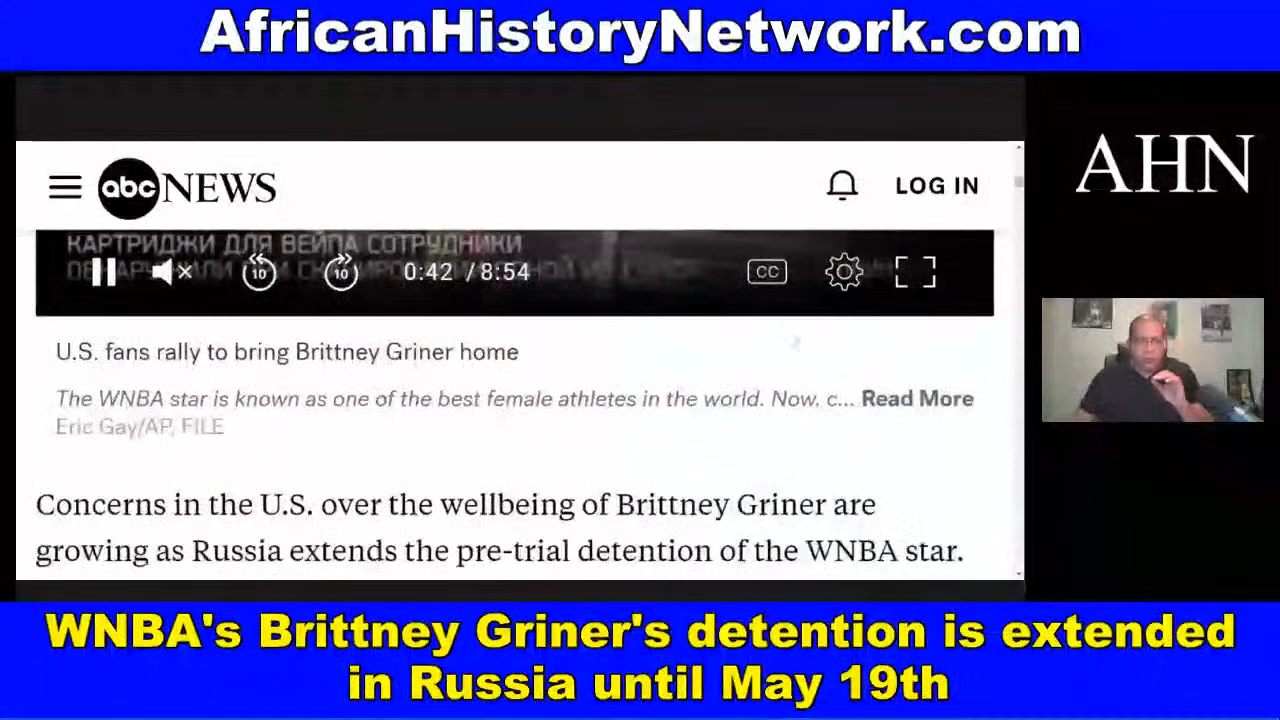 AfricanHistoryNetwork.com
AHN
abc NEWS
LOG IN
КАРТРИДЖИ ДЛЯ ВЕЙПА СОТРУДНИКИ
10
10
0:42 / 8:54
CC
U.S. fans rally to bring Brittney Griner home
The WNBA star is known as one of the best female athletes in the world. Now, c... Read More
Eric Gay/AP, FILE
Concerns in the U.S. over the wellbeing of Brittney Griner are
growing as Russia extends the pre-trial detention of the WNBA star.
WNBA's Brittney Griner's detention is extended
in Russia until May 19th